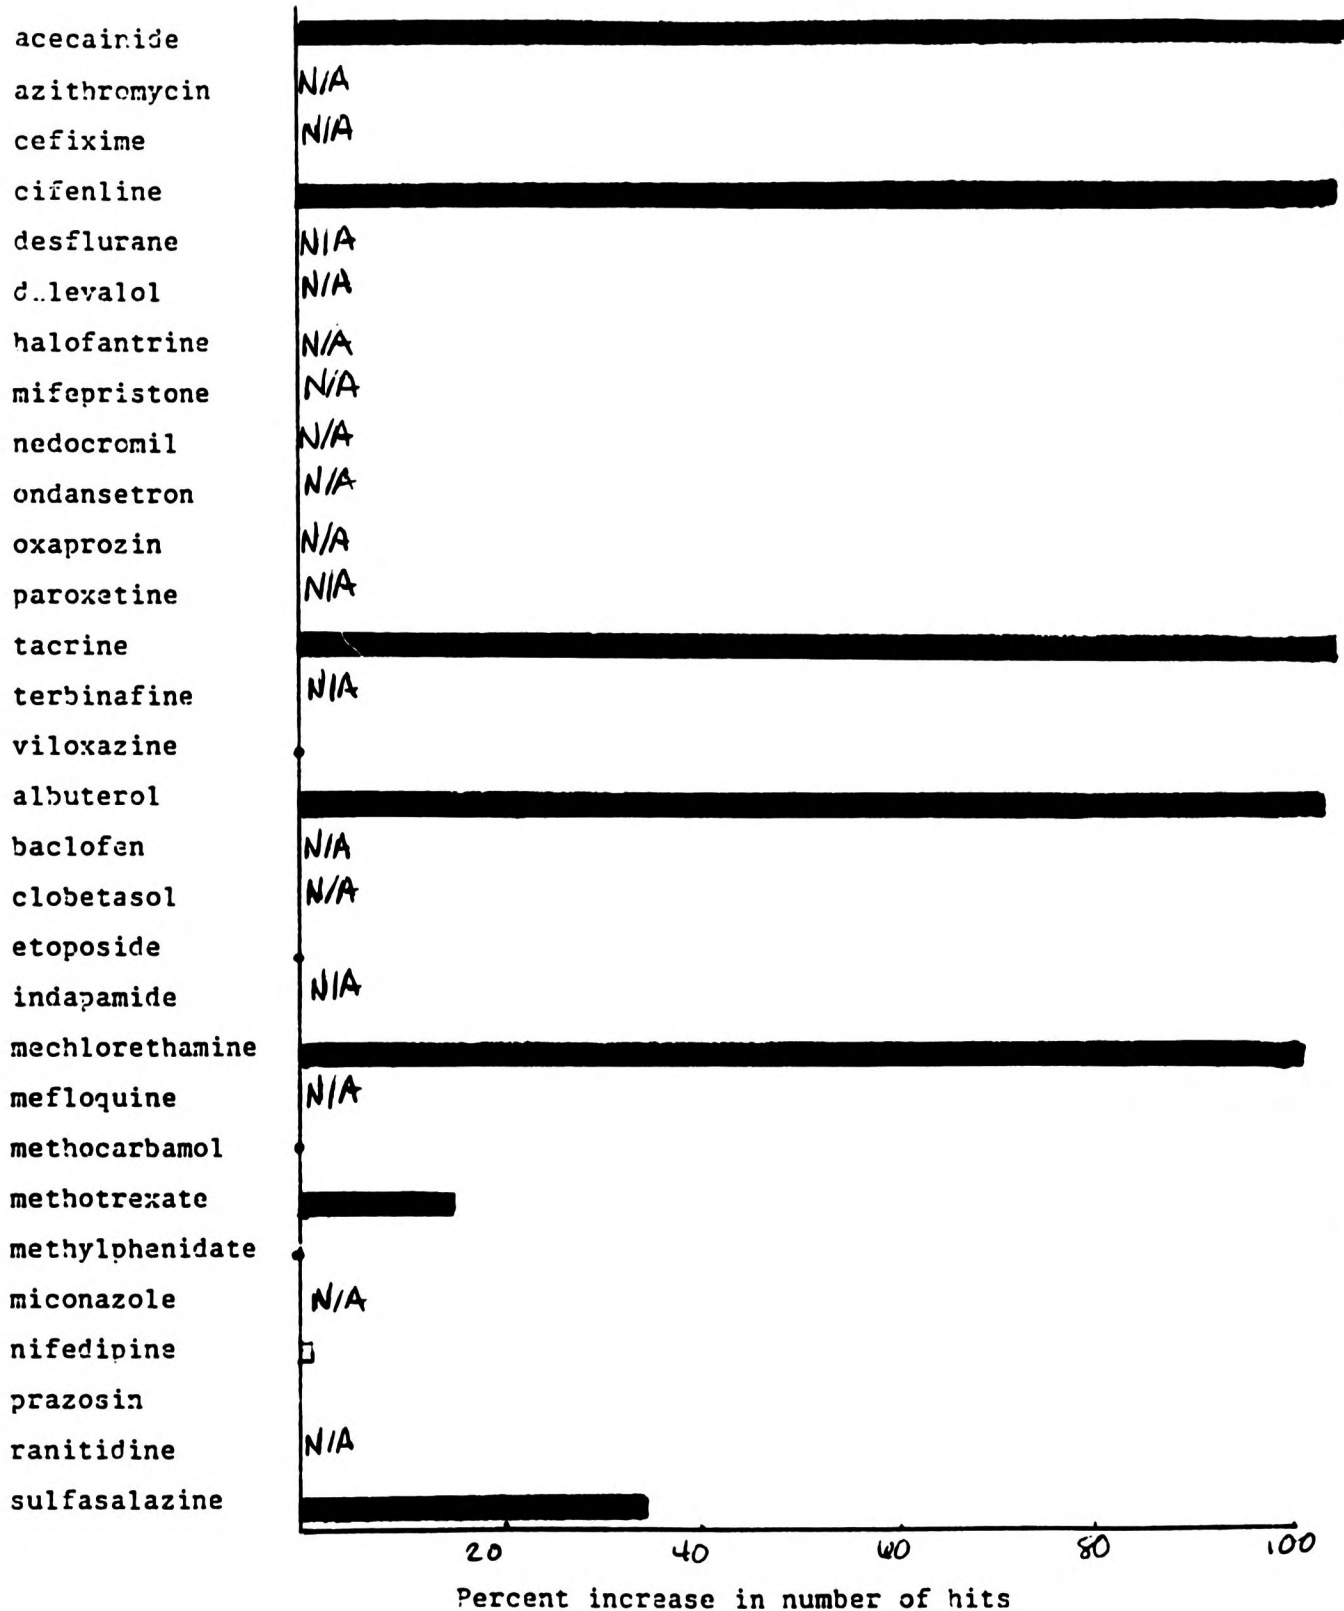 acecainide N/A
azithromycin N/A
cefixime N/A
cifenline
desflurane N/A
d..levalol N/A
halofantrine N/A
mifepristone N/A
nedocromil N/A
ondansetron N/A
oxaprozin N/A
paroxetine N/A
tacrine
terbinafine N/A
viloxazine
albuterol
baclofen N/A
clobetasol N/A
etoposide
indapamide N/A
mechlorethamine
mefloquine N/A
methocarbamol
methotrexate
methylphenidate
miconazole N/A
nifedipine
prazosin
ranitidine N/A
sulfasalazine
20 40 60 80 100
Percent increase in number of hits